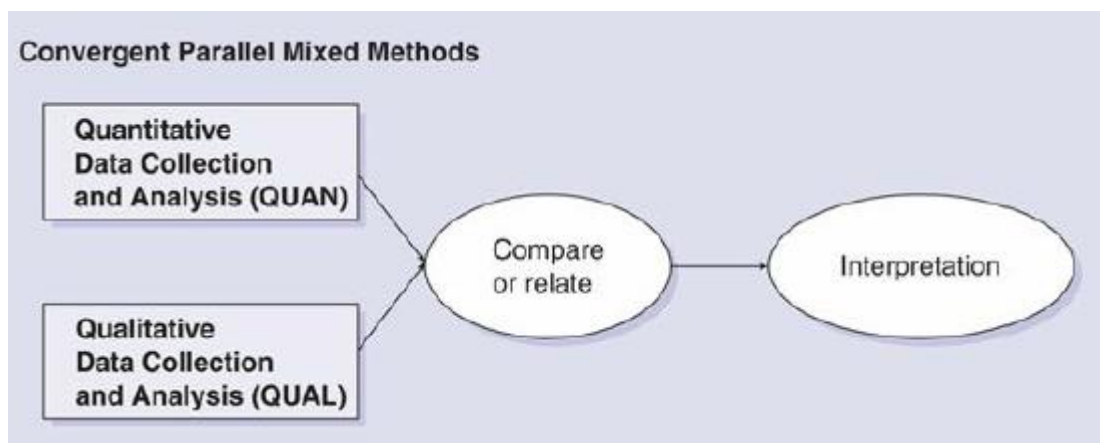 Convergent Parallel Mixed Methods
Quantitative
Data Collection
and Analysis (QUAN)
Qualitative
Data Collection
and Analysis (QUAL)
Compare
or relate
Interpretation